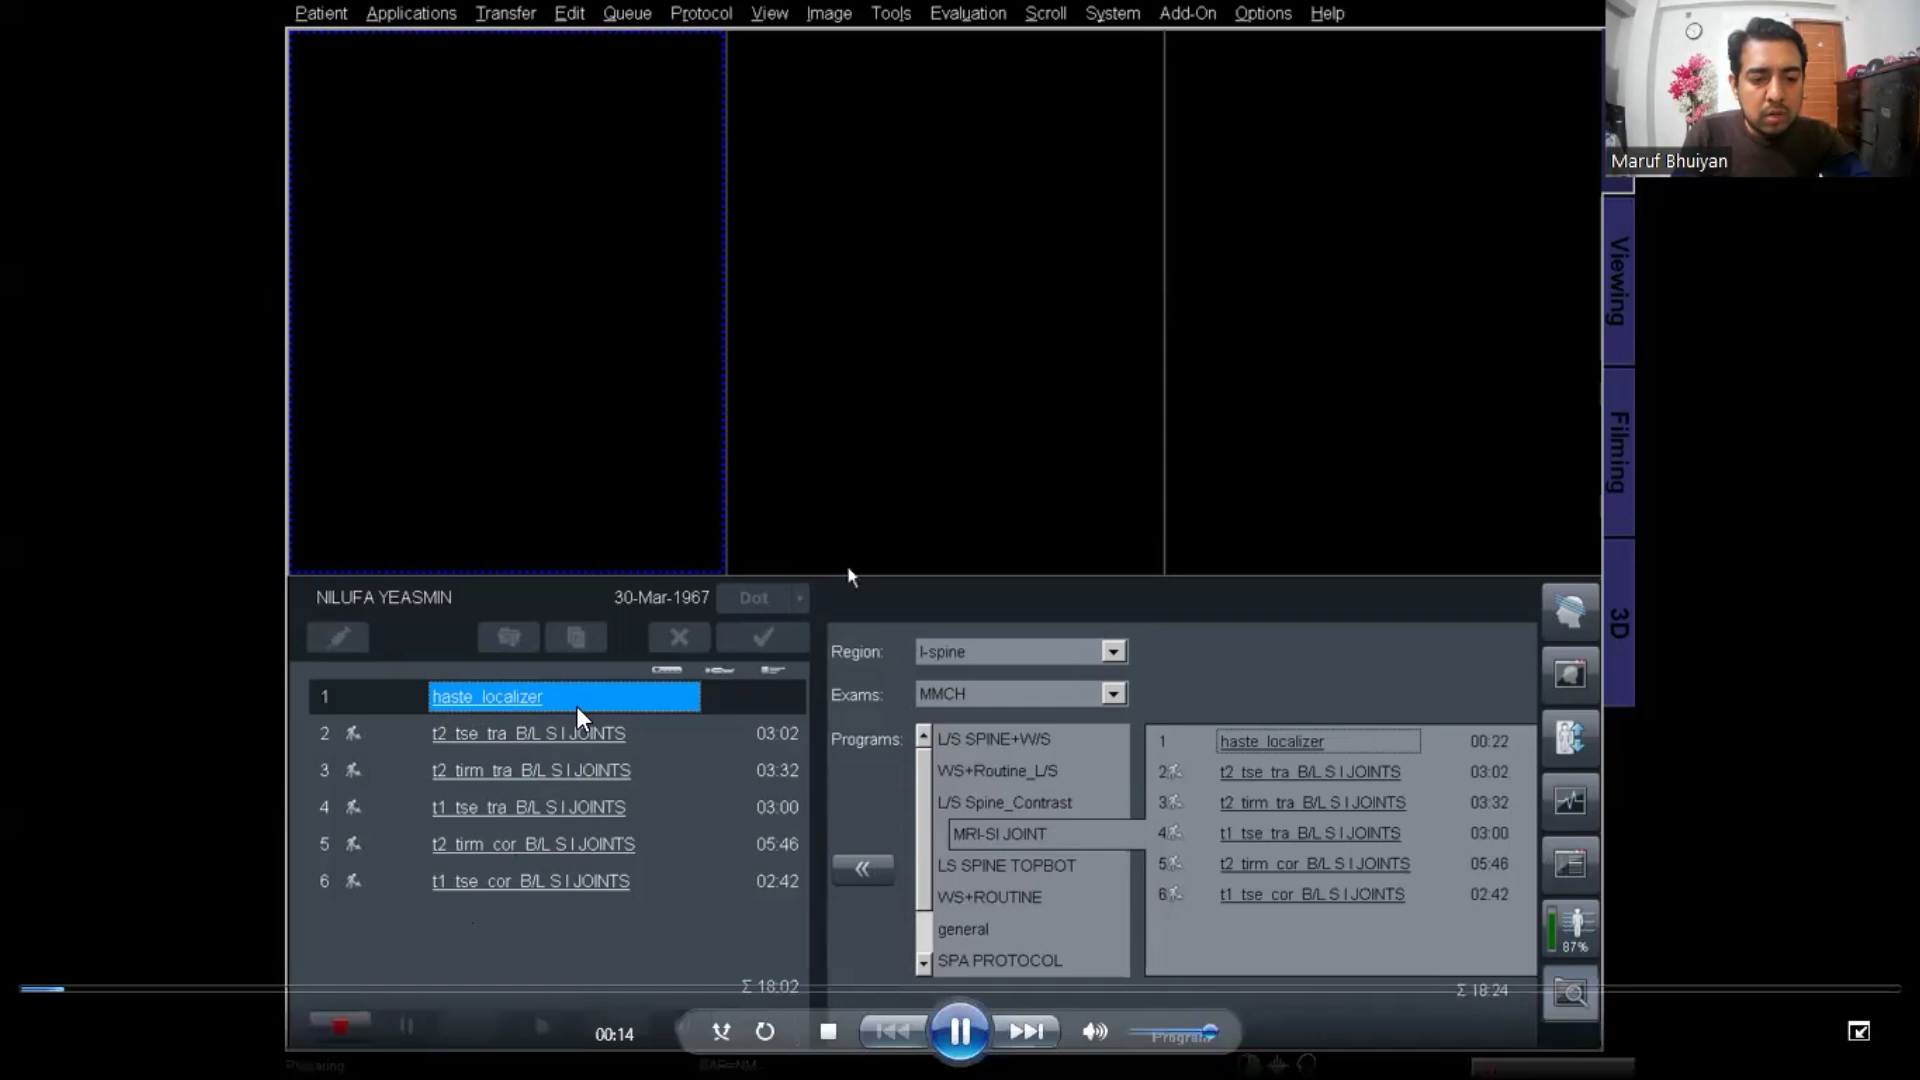 Patient Applications Transfer Edit Queue Protocol View Image Tools Evaluation Scroll System Add-On Options Help
Maruf Bhuiyan
Viewing
Filming
3D
NILUFA YEASMIN 30-Mar-1967 Dot
1 haste_localizer
2 t2_tse_tra_B/L S I JOINTS 03:02
3 t2_tirm_tra_B/L S I JOINTS 03:32
4 t1_tse_tra_B/L S I JOINTS 03:00
5 t2_tirm_cor_B/L S I JOINTS 05:46
6 t1_tse_cor_B/L S I JOINTS 02:42
Σ 18:02
Region: l-spine
Exams: MMCH
Programs:
L/S SPINE+W/S
WS+Routine_L/S
L/S Spine_Contrast
MRI-SI JOINT
LS SPINE TOPBOT
WS+ROUTINE
general
SPA PROTOCOL
1 haste_localizer 00:22
2 t2_tse_tra_B/L S I JOINTS 03:02
3 t2_tirm_tra_B/L S I JOINTS 03:32
4 t1_tse_tra_B/L S I JOINTS 03:00
5 t2_tirm_cor_B/L S I JOINTS 05:46
6 t1_tse_cor_B/L S I JOINTS 02:42
Σ 18:24
87%
00:14
Program
Preparing